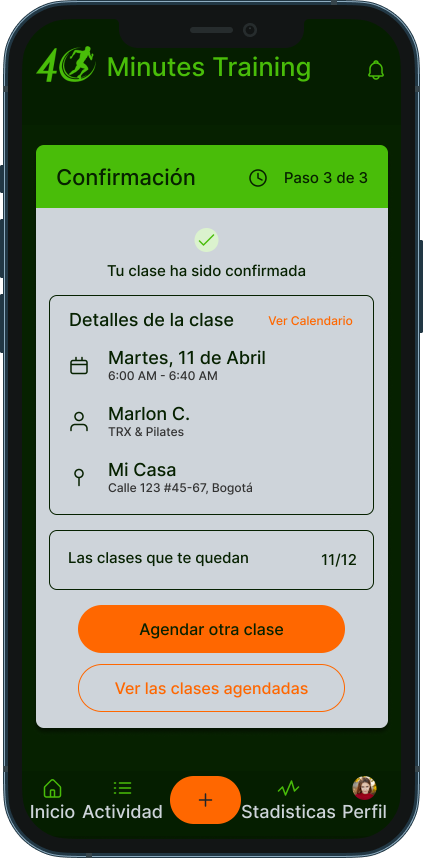 40 Minutes Training
Confirmación
Paso 3 de 3
Tu clase ha sido confirmada
Detalles de la clase
Ver Calendario
Martes, 11 de Abril
6:00 AM - 6:40 AM
Marlon C.
TRX & Pilates
Mi Casa
Calle 123 #45-67, Bogotá
Las clases que te quedan
11/12
Agendar otra clase
Ver las clases agendadas
Inicio
Actividad
+
Stadisticas
Perfil